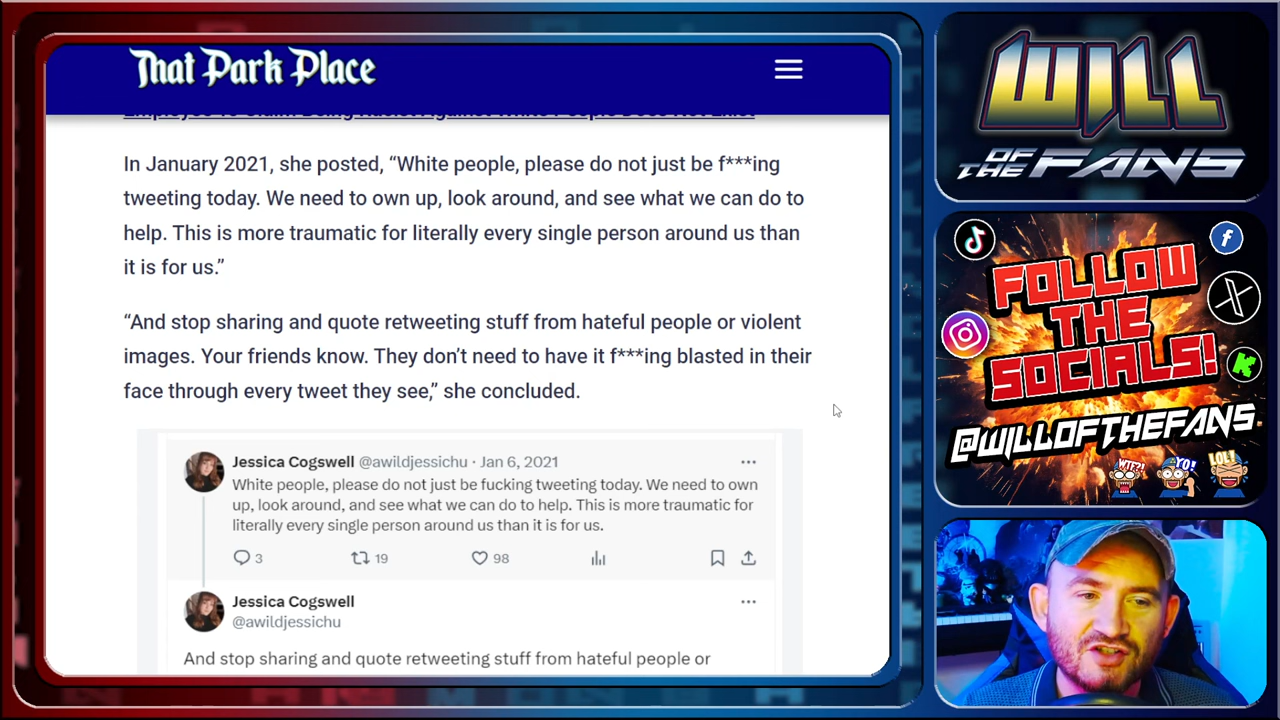 That Park Place
In January 2021, she posted, “White people, please do not just be f***ing
tweeting today. We need to own up, look around, and see what we can do to
help. This is more traumatic for literally every single person around us than
it is for us.”
“And stop sharing and quote retweeting stuff from hateful people or violent
images. Your friends know. They don’t need to have it f***ing blasted in their
face through every tweet they see,” she concluded.
Jessica Cogswell @awildjessichu · Jan 6, 2021
White people, please do not just be fucking tweeting today. We need to own
up, look around, and see what we can do to help. This is more traumatic for
literally every single person around us than it is for us.
3 19 98
Jessica Cogswell
@awildjessichu
And stop sharing and quote retweeting stuff from hateful people or
WILL
OF THE FANS
FOLLOW
THE
SOCIALS!
@WILLOFTHEFANS
WTF?! YO! LOL!